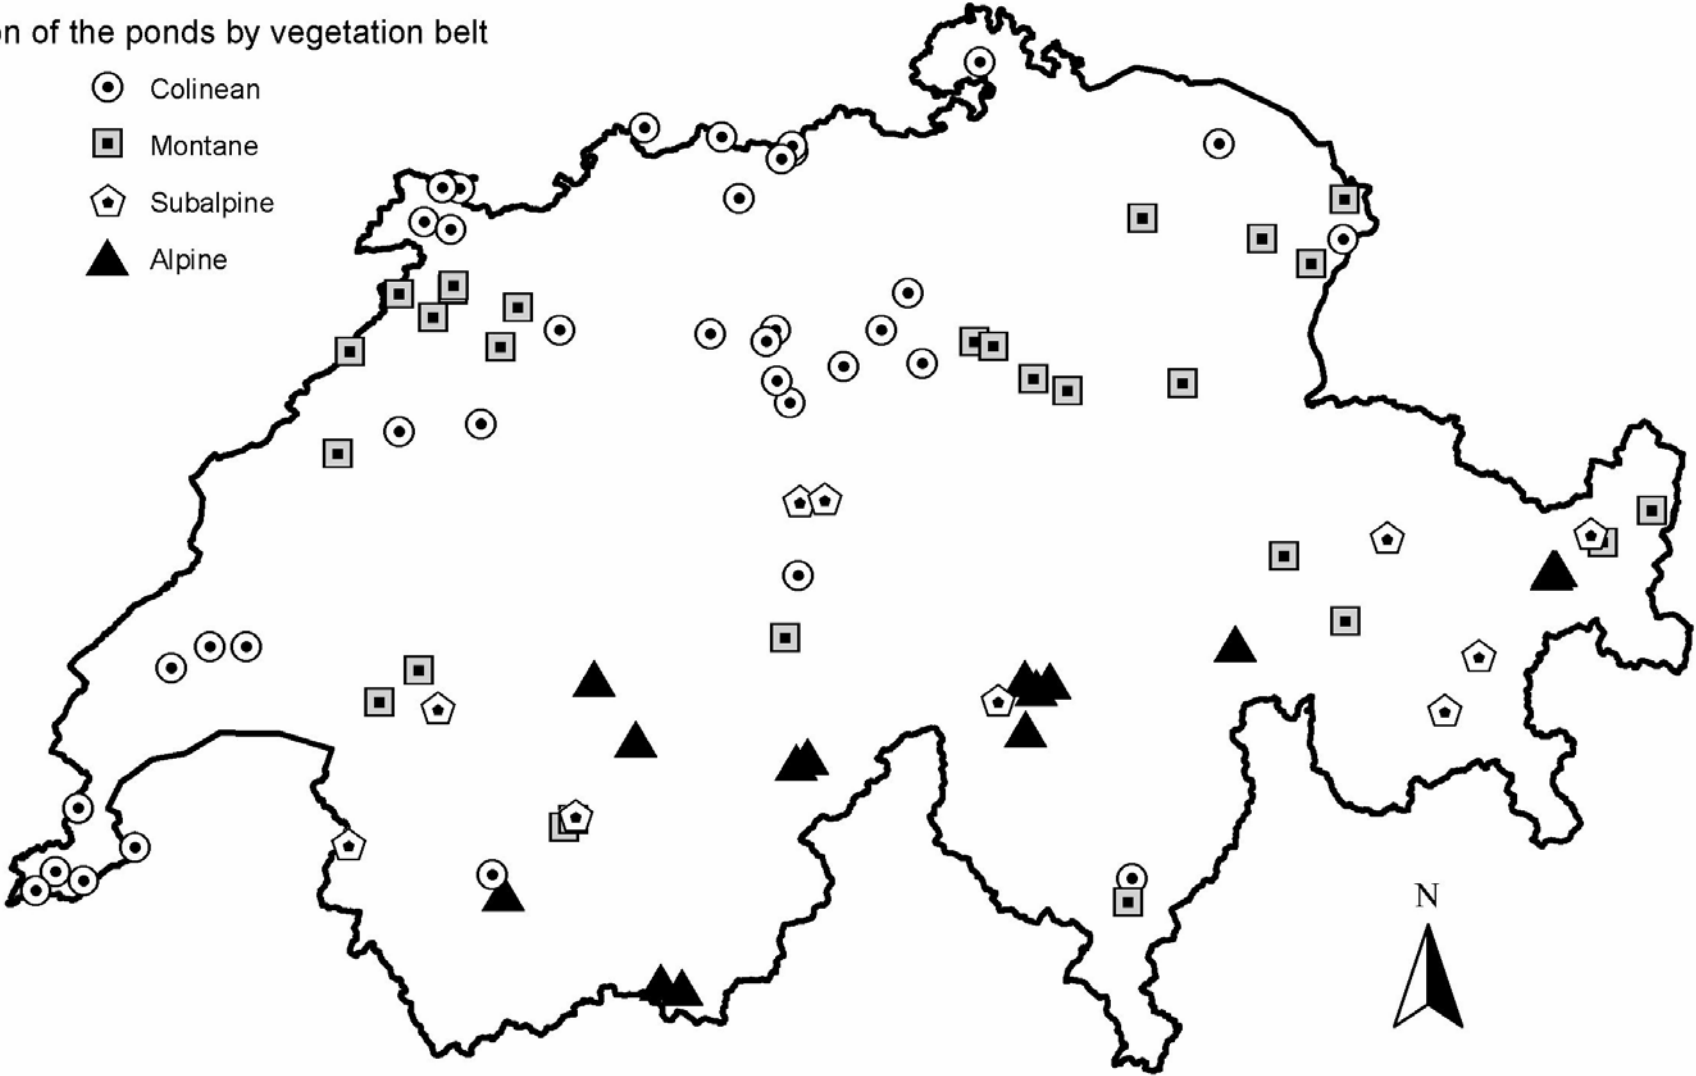 n of the ponds by vegetation belt
Colinean
Montane
Subalpine
Alpine
N